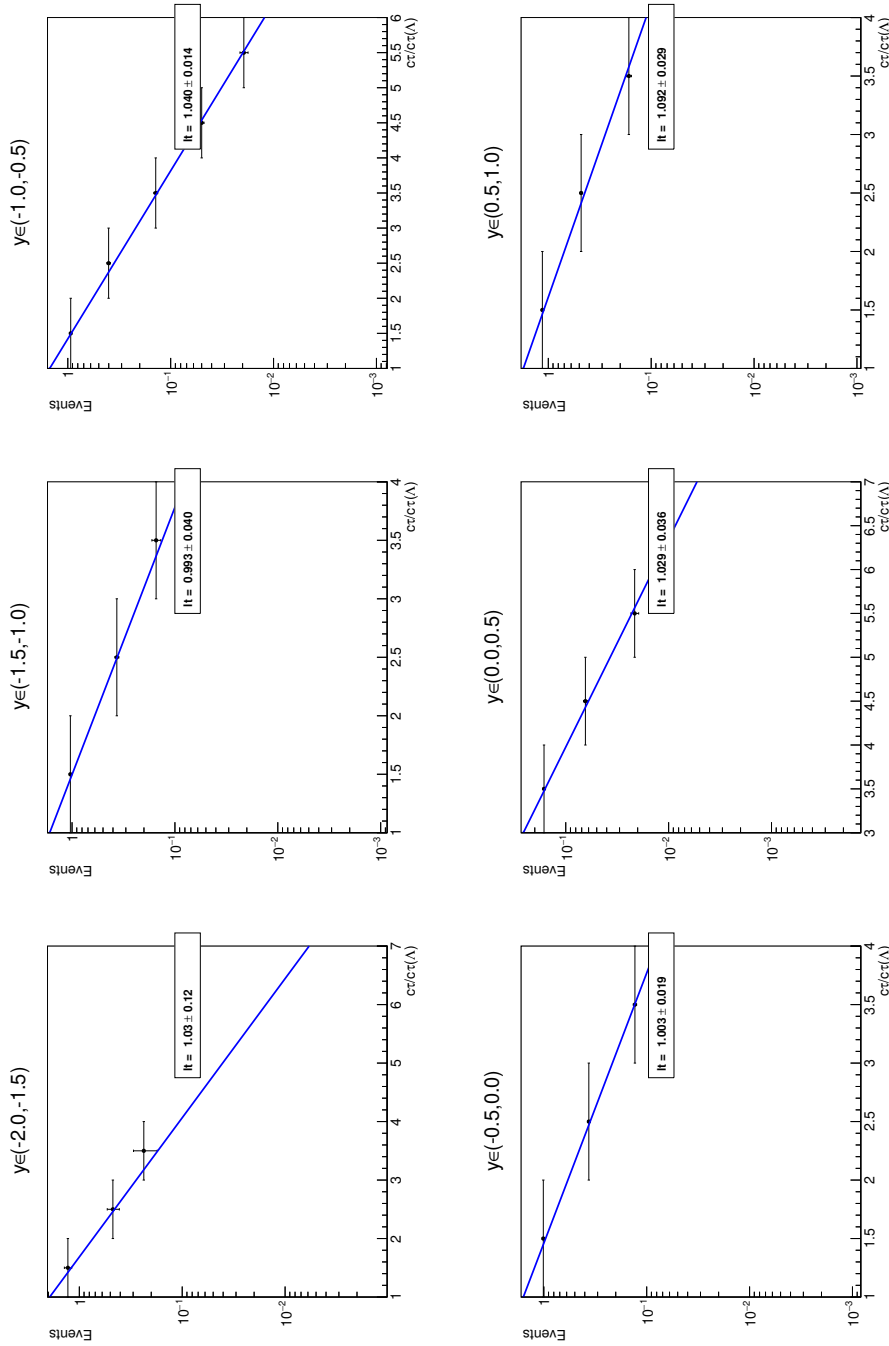 y∈(-2.0,-1.5)
Events
1
lt = 1.03 ± 0.12
10⁻¹
10⁻²
1 2 3 4 5 6 7
cτ/cτ(Λ)
y∈(-1.5,-1.0)
Events
1
lt = 0.993 ± 0.040
10⁻¹
10⁻²
10⁻³
1 1.5 2 2.5 3 3.5 4
cτ/cτ(Λ)
y∈(-1.0,-0.5)
Events
1
lt = 1.040 ± 0.014
10⁻¹
10⁻²
10⁻³
1 1.5 2 2.5 3 3.5 4 4.5 5 5.5 6
cτ/cτ(Λ)
y∈(-0.5,0.0)
Events
1
lt = 1.003 ± 0.019
10⁻¹
10⁻²
10⁻³
1 1.5 2 2.5 3 3.5 4
cτ/cτ(Λ)
y∈(0.0,0.5)
Events
10⁻¹
lt = 1.029 ± 0.036
10⁻²
10⁻³
3 3.5 4 4.5 5 5.5 6 6.5 7
cτ/cτ(Λ)
y∈(0.5,1.0)
Events
1
lt = 1.092 ± 0.029
10⁻¹
10⁻²
10⁻³
1 1.5 2 2.5 3 3.5 4
cτ/cτ(Λ)